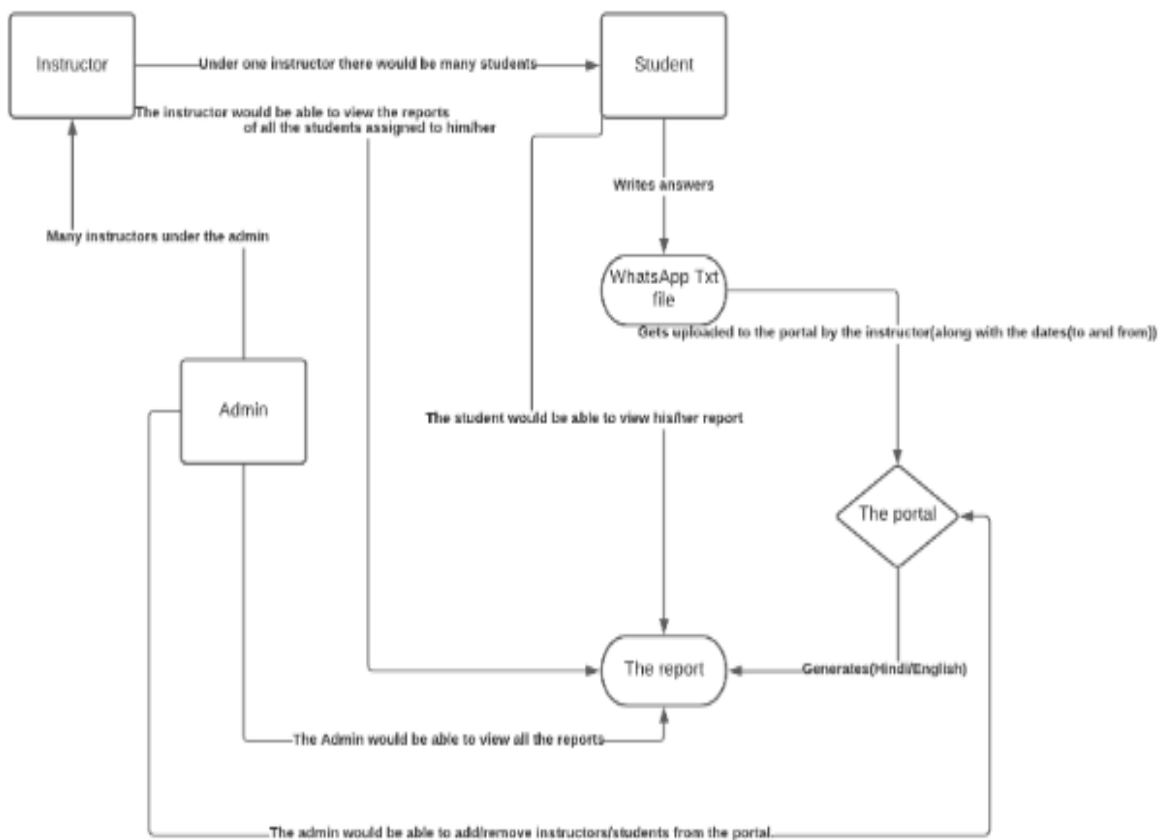 Instructor
Under one instructor there would be many students
Student
The instructor would be able to view the reports
of all the students assigned to him/her
Writes answers
Many instructors under the admin
WhatsApp Txt
file
Gets uploaded to the portal by the instructor(along with the dates(to and from))
Admin
The student would be able to view his/her report
The portal
The report
Generates(Hindi/English)
The Admin would be able to view all the reports
The admin would be able to add/remove instructors/students from the portal